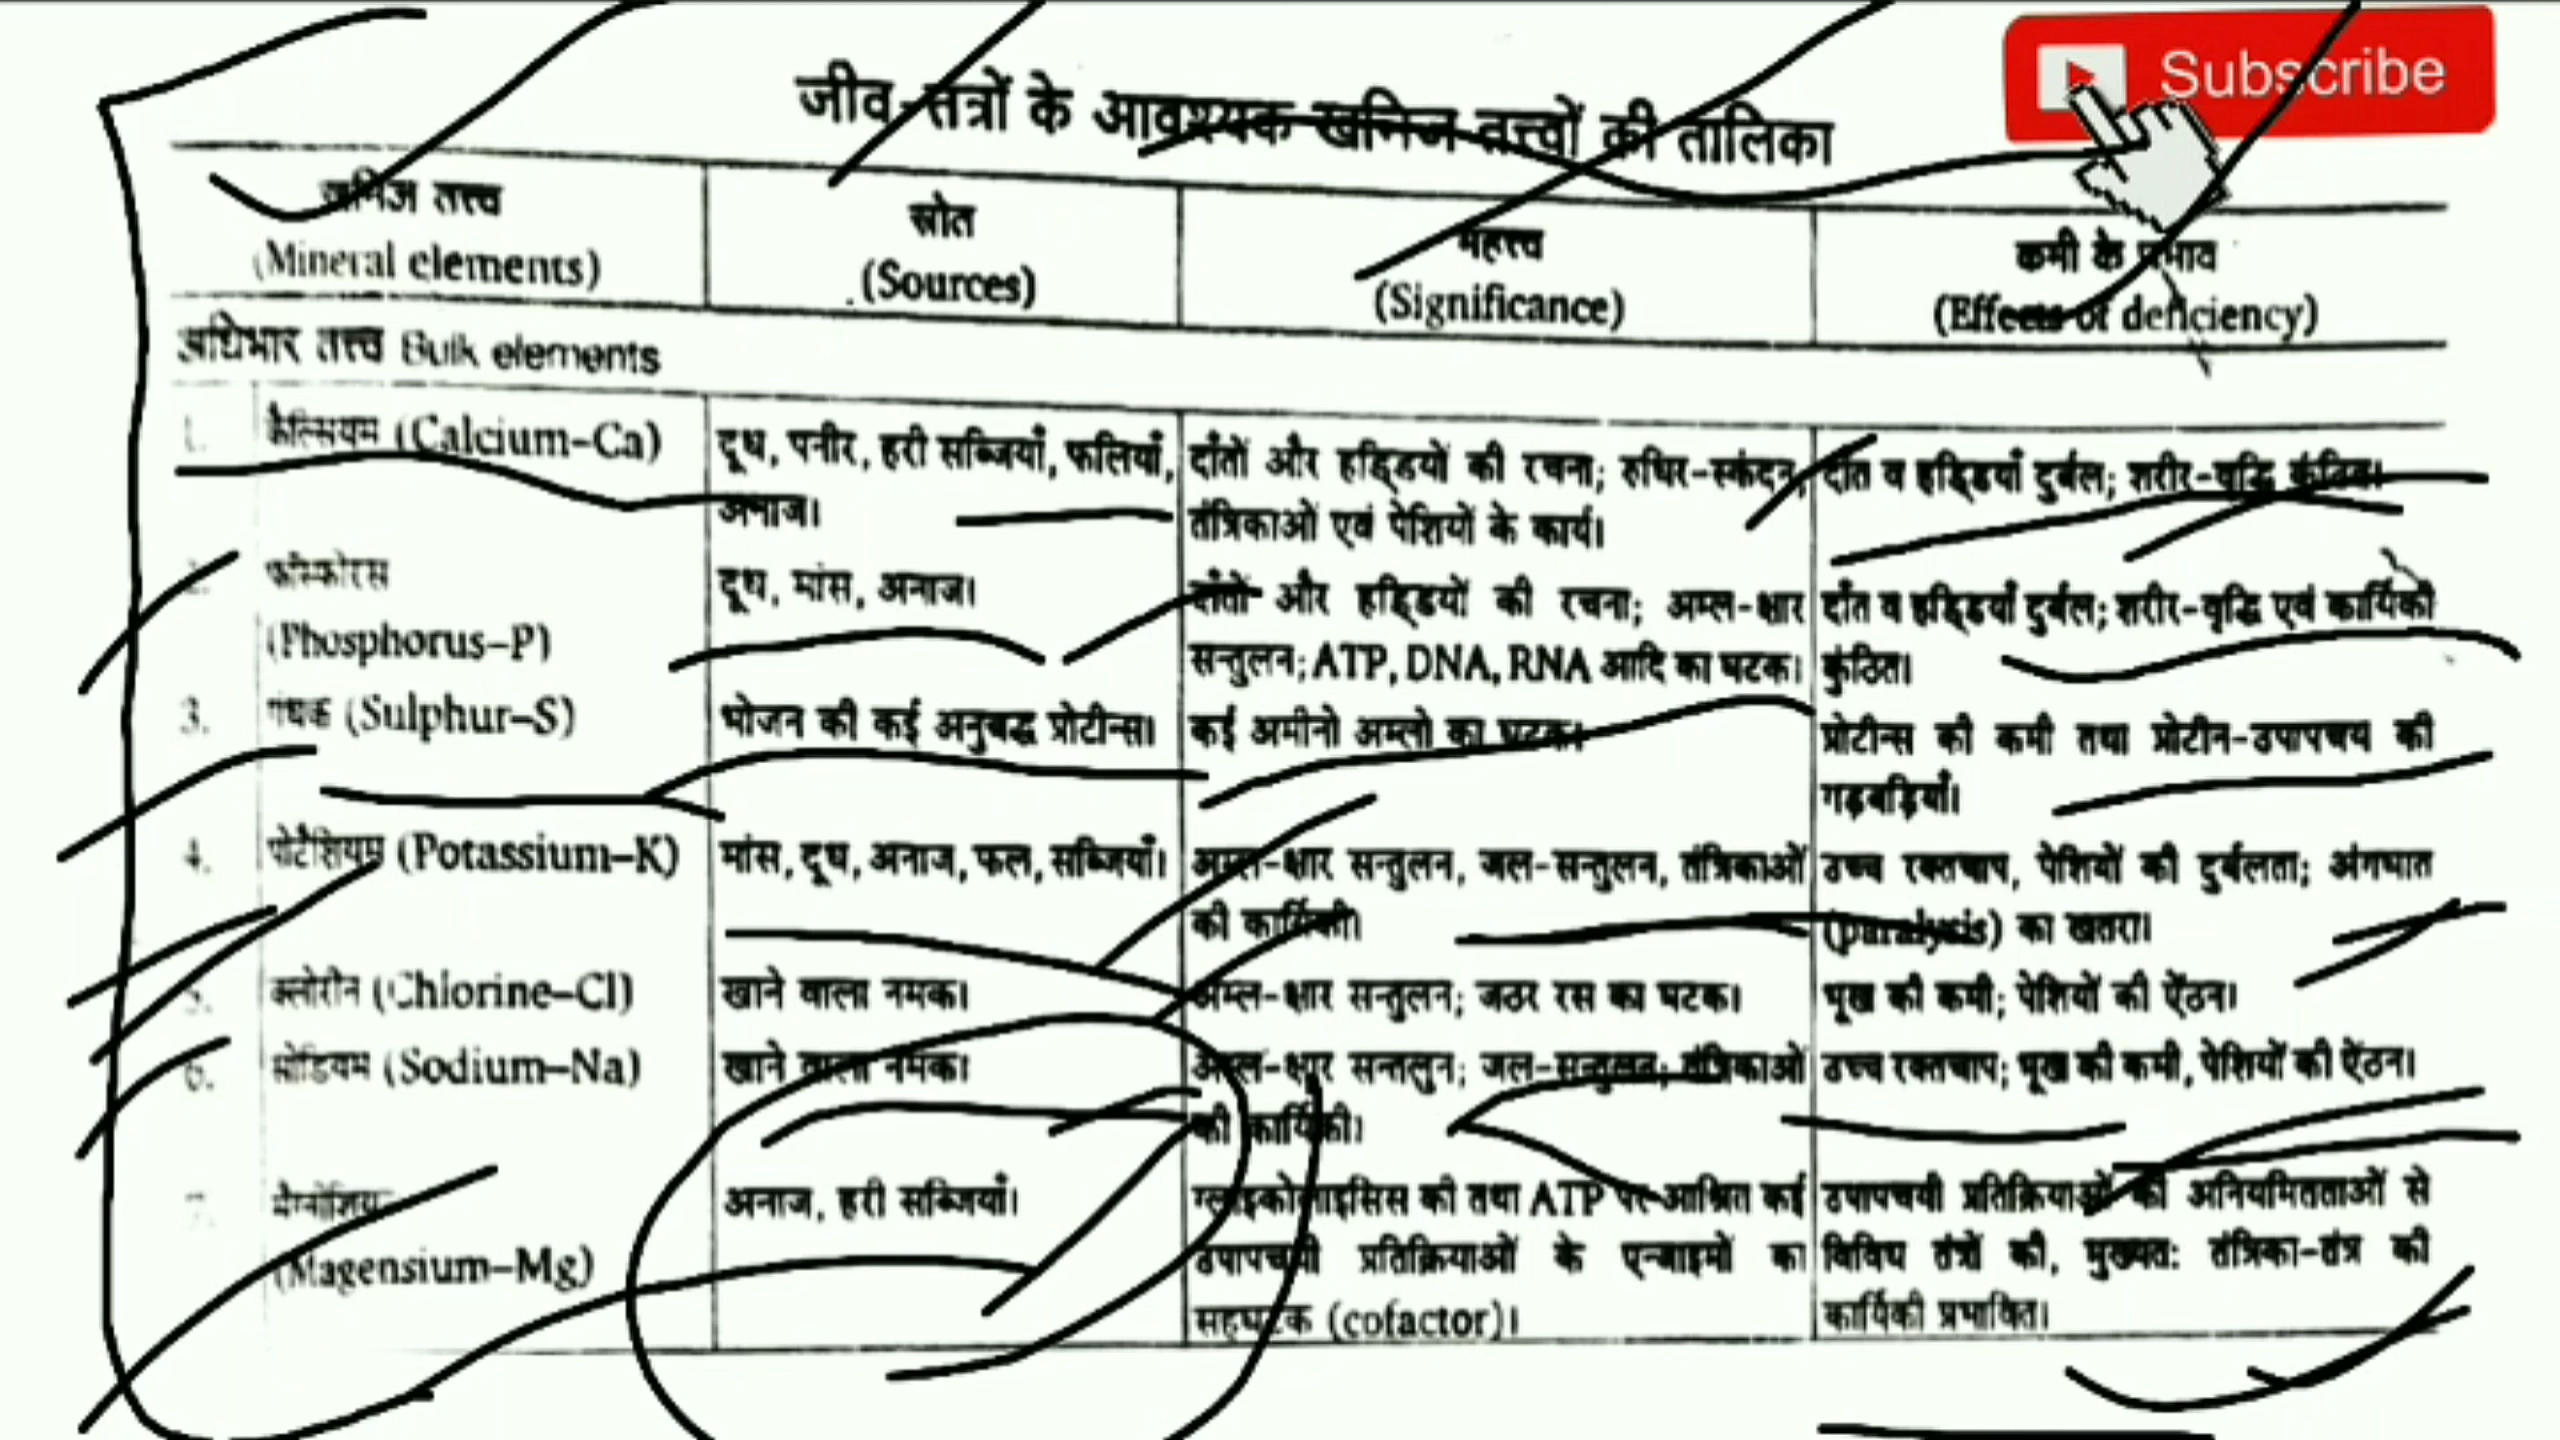 Subscribe
जीव-तंत्रों के आवश्यक खनिज तत्त्वों की तालिका
खनिज तत्त्व
(Mineral elements)
स्रोत
(Sources)
महत्त्व
(Significance)
कमी के प्रभाव
(Effects of deficiency)
अधिभार तत्त्व Bulk elements
1. कैल्सियम (Calcium–Ca)
दूध, पनीर, हरी सब्जियाँ, फलियाँ,
अनाज।
दाँतों और हड्डियों की रचना; रुधिर-स्कंदन,
तंत्रिकाओं एवं पेशियों के कार्य।
दाँत व हड्डियाँ दुर्बल; शरीर-वृद्धि कुंठित।
2. फॉस्फोरस
(Phosphorus–P)
दूध, मांस, अनाज।
दाँतों और हड्डियों की रचना; अम्ल-क्षार
सन्तुलन; ATP, DNA, RNA आदि का घटक।
दाँत व हड्डियाँ दुर्बल; शरीर-वृद्धि एवं कार्यिकी
कुंठित।
3. गंधक (Sulphur–S)
भोजन की कई अनुबद्ध प्रोटीन्स।
कई अमीनो अम्लों का घटक।
प्रोटीन्स की कमी तथा प्रोटीन-उपापचय की
गड़बड़ियाँ।
4. पोटैशियम (Potassium–K)
मांस, दूध, अनाज, फल, सब्जियाँ।
अम्ल-क्षार सन्तुलन, जल-सन्तुलन, तंत्रिकाओं
की कार्यिकी।
उच्च रक्तचाप, पेशियों की दुर्बलता; अंगघात
(paralysis) का खतरा।
5. क्लोरीन (Chlorine–Cl)
खाने वाला नमक।
अम्ल-क्षार सन्तुलन; जठर रस का घटक।
भूख की कमी; पेशियों की ऐंठन।
6. सोडियम (Sodium–Na)
खाने वाला नमक।
अम्ल-क्षार सन्तलुन; जल-सन्तुलन; तंत्रिकाओं
की कार्यिकी।
उच्च रक्तचाप; भूख की कमी, पेशियों की ऐंठन।
7.
(Magensium–Mg)
अनाज, हरी सब्जियाँ।
ग्लाइकोलाइसिस की तथा ATP पर आश्रित कई
उपापचयी प्रतिक्रियाओं के एन्जाइमों का
सहघटक (cofactor)।
उपापचयी प्रतिक्रियाओं की अनियमितताओं से
विविध तंत्रों की, मुख्यत: तंत्रिका-तंत्र की
कार्यिकी प्रभावित।